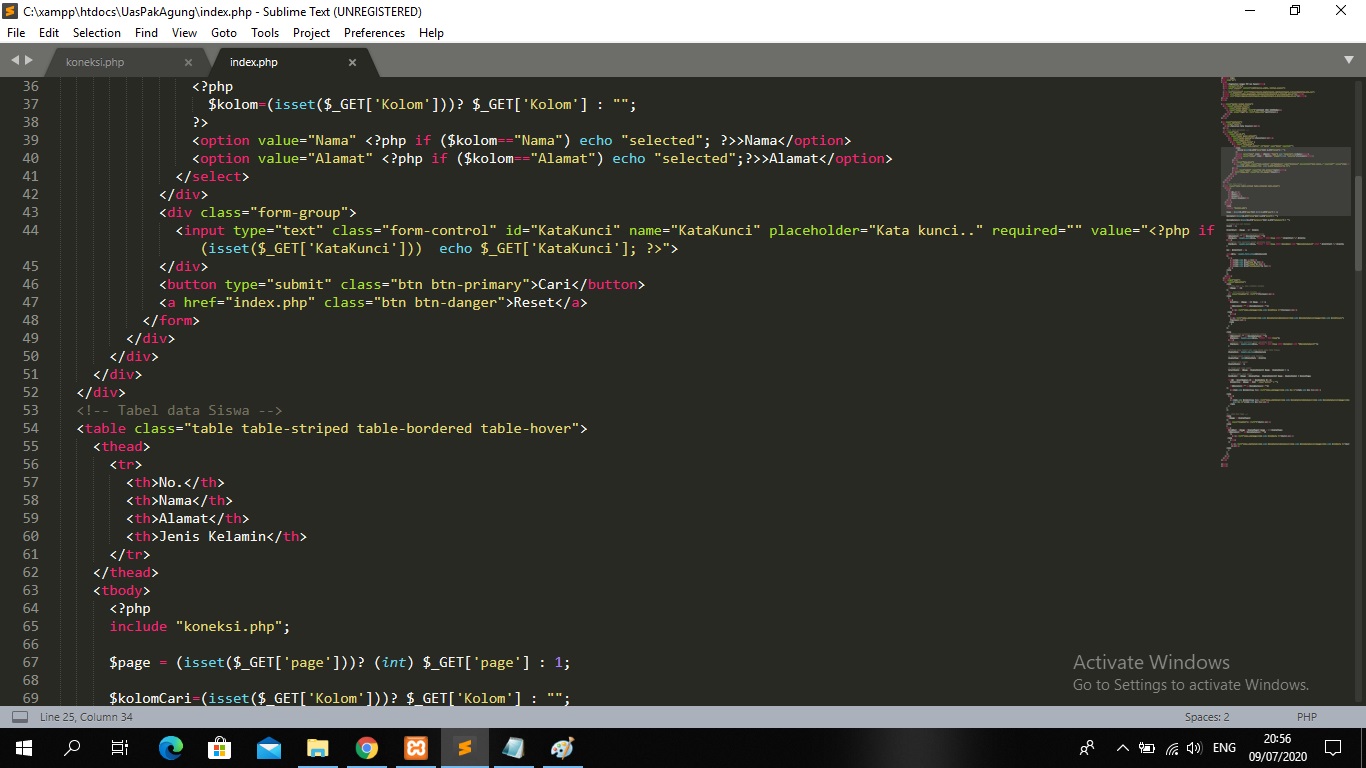 C:\xampp\htdocs\UasPakAgung\index.php - Sublime Text (UNREGISTERED)
File Edit Selection Find View Goto Tools Project Preferences Help
koneksi.php × index.php ×
36 <?php
37 $kolom=(isset($_GET['Kolom']))? $_GET['Kolom'] : "";
38 ?>
39 <option value="Nama" <?php if ($kolom=="Nama") echo "selected"; ?>>Nama</option>
40 <option value="Alamat" <?php if ($kolom=="Alamat") echo "selected";?>>Alamat</option>
41 </select>
42 </div>
43 <div class="form-group">
44 <input type="text" class="form-control" id="KataKunci" name="KataKunci" placeholder="Kata kunci.." required="" value="<?php if
(isset($_GET['KataKunci']))  echo $_GET['KataKunci']; ?>">
45 </div>
46 <button type="submit" class="btn btn-primary">Cari</button>
47 <a href="index.php" class="btn btn-danger">Reset</a>
48 </form>
49 </div>
50 </div>
51 </div>
52 </div>
53 <!-- Tabel data Siswa -->
54 <table class="table table-striped table-bordered table-hover">
55 <thead>
56 <tr>
57 <th>No.</th>
58 <th>Nama</th>
59 <th>Alamat</th>
60 <th>Jenis Kelamin</th>
61 </tr>
62 </thead>
63 <tbody>
64 <?php
65 include "koneksi.php";
66
67 $page = (isset($_GET['page']))? (int) $_GET['page'] : 1;
68
69 $kolomCari=(isset($_GET['Kolom']))? $_GET['Kolom'] : "";
Activate Windows
Go to Settings to activate Windows.
Line 25, Column 34 Spaces: 2 PHP
ENG 20:56
09/07/2020